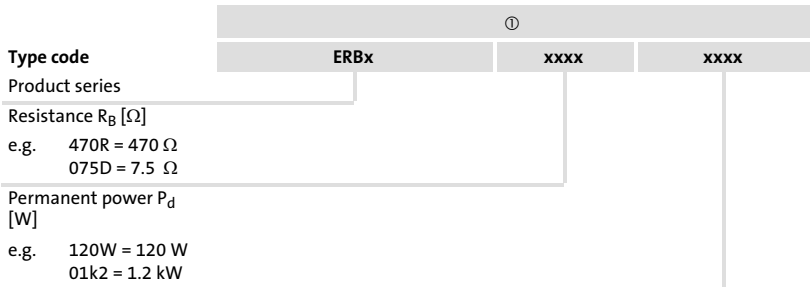 ①
Type code ERBx xxxx xxxx
Product series
Resistance R_B [Ω]
e.g. 470R = 470 Ω
075D = 7.5 Ω
Permanent power P_d
[W]
e.g. 120W = 120 W
01k2 = 1.2 kW